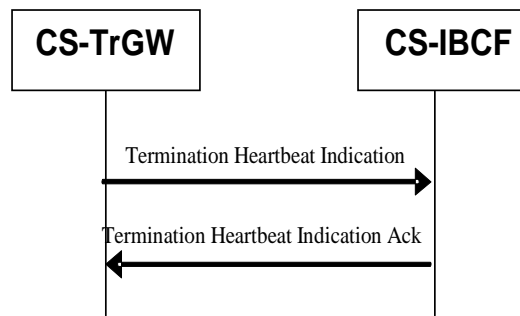 CS-TrGW
CS-IBCF
Termination Heartbeat Indication
Termination Heartbeat Indication Ack